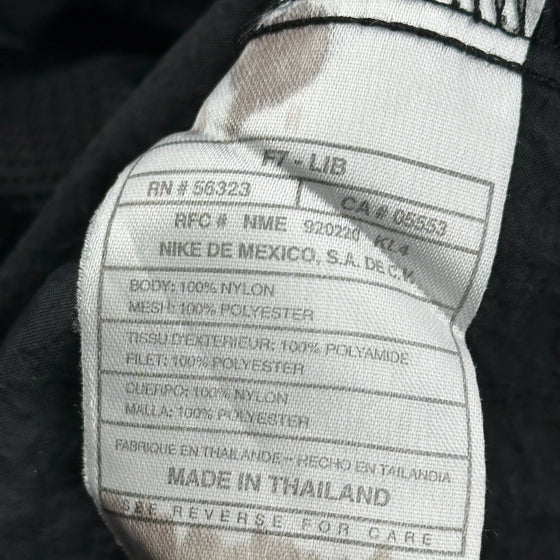 F7 - LIB
RN # 56323 CA # 05553
RFC # NME 920220 KL4
NIKE DE MEXICO, S.A. DE C.V.
BODY: 100% NYLON
MESH: 100% POLYESTER
TISSU D'EXTERIEUR: 100% POLYAMIDE
FILET: 100% POLYESTER
CUERPO: 100% NYLON
MALLA: 100% POLYESTER
FABRIQUE EN THAILANDE - HECHO EN TAILANDIA
MADE IN THAILAND
SEE REVERSE FOR CARE